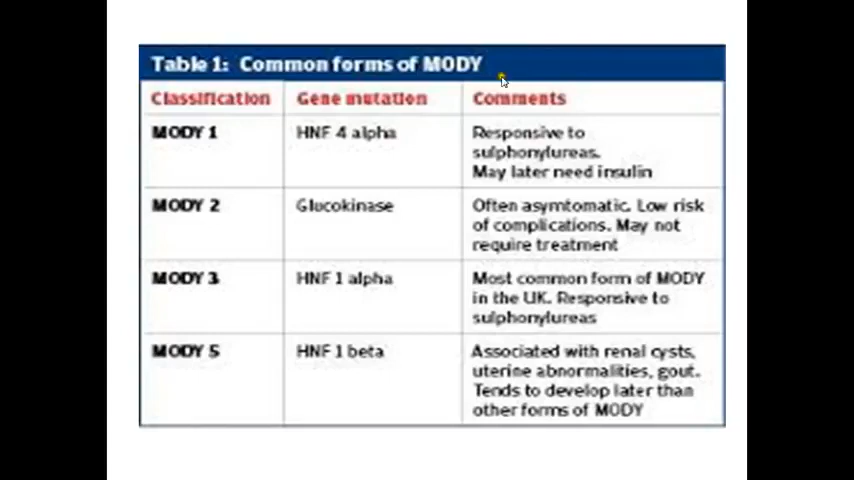 Table 1: Common forms of MODY
Classification Gene mutation Comments
MODY 1 HNF 4 alpha Responsive to
sulphonylureas.
May later need insulin
MODY 2 Glucokinase Often asymtomatic. Low risk
of complications. May not
require treatment
MODY 3 HNF 1 alpha Most common form of MODY
in the UK. Responsive to
sulphonylureas
MODY 5 HNF 1 beta Associated with renal cysts,
uterine abnormalities, gout.
Tends to develop later than
other forms of MODY